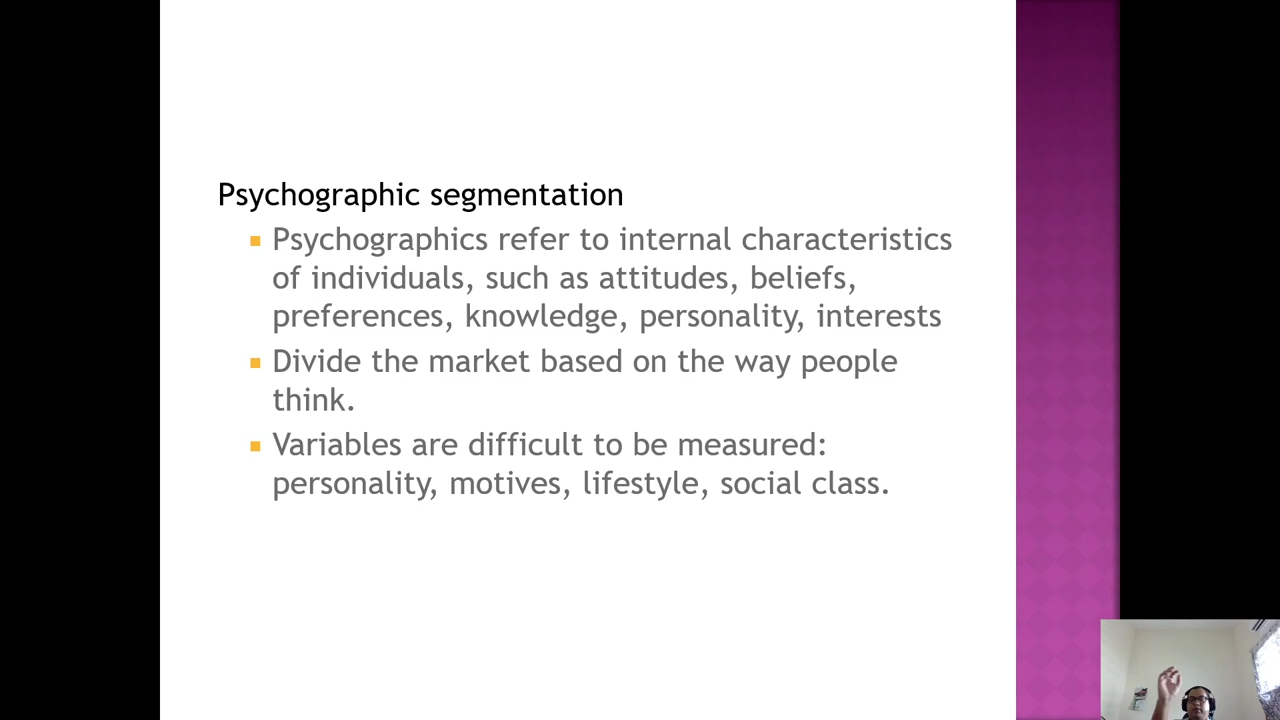 Psychographic segmentation
Psychographics refer to internal characteristics
of individuals, such as attitudes, beliefs,
preferences, knowledge, personality, interests
Divide the market based on the way people
think.
Variables are difficult to be measured:
personality, motives, lifestyle, social class.